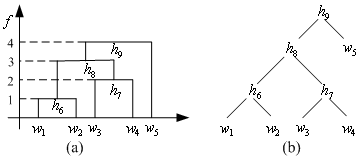 f
4
h₉
3
h₈
2
h₇
1
h₆
w₁ w₂ w₃ w₄ w₅
(a)
h₉
h₈ w₅
h₆ h₇
w₁ w₂ w₃ w₄
(b)